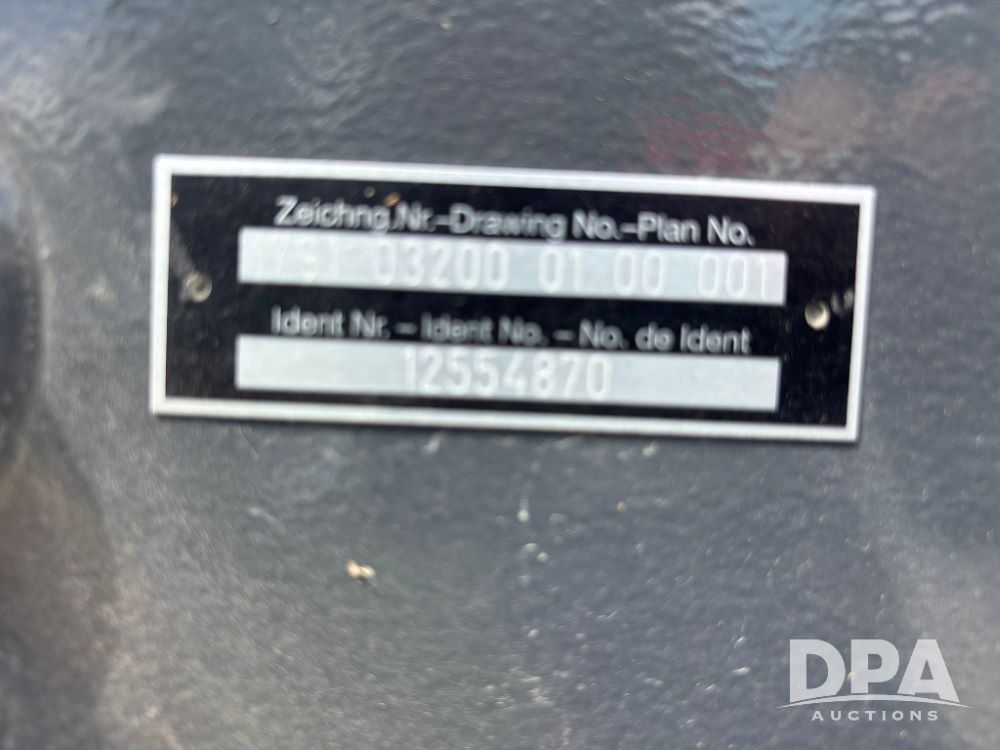 Zeichng.Nr.-Drawing No.-Plan No.
03200 01 00 001
Ident Nr. - Ident No. - No. de Ident
12554870
DPA
AUCTIONS